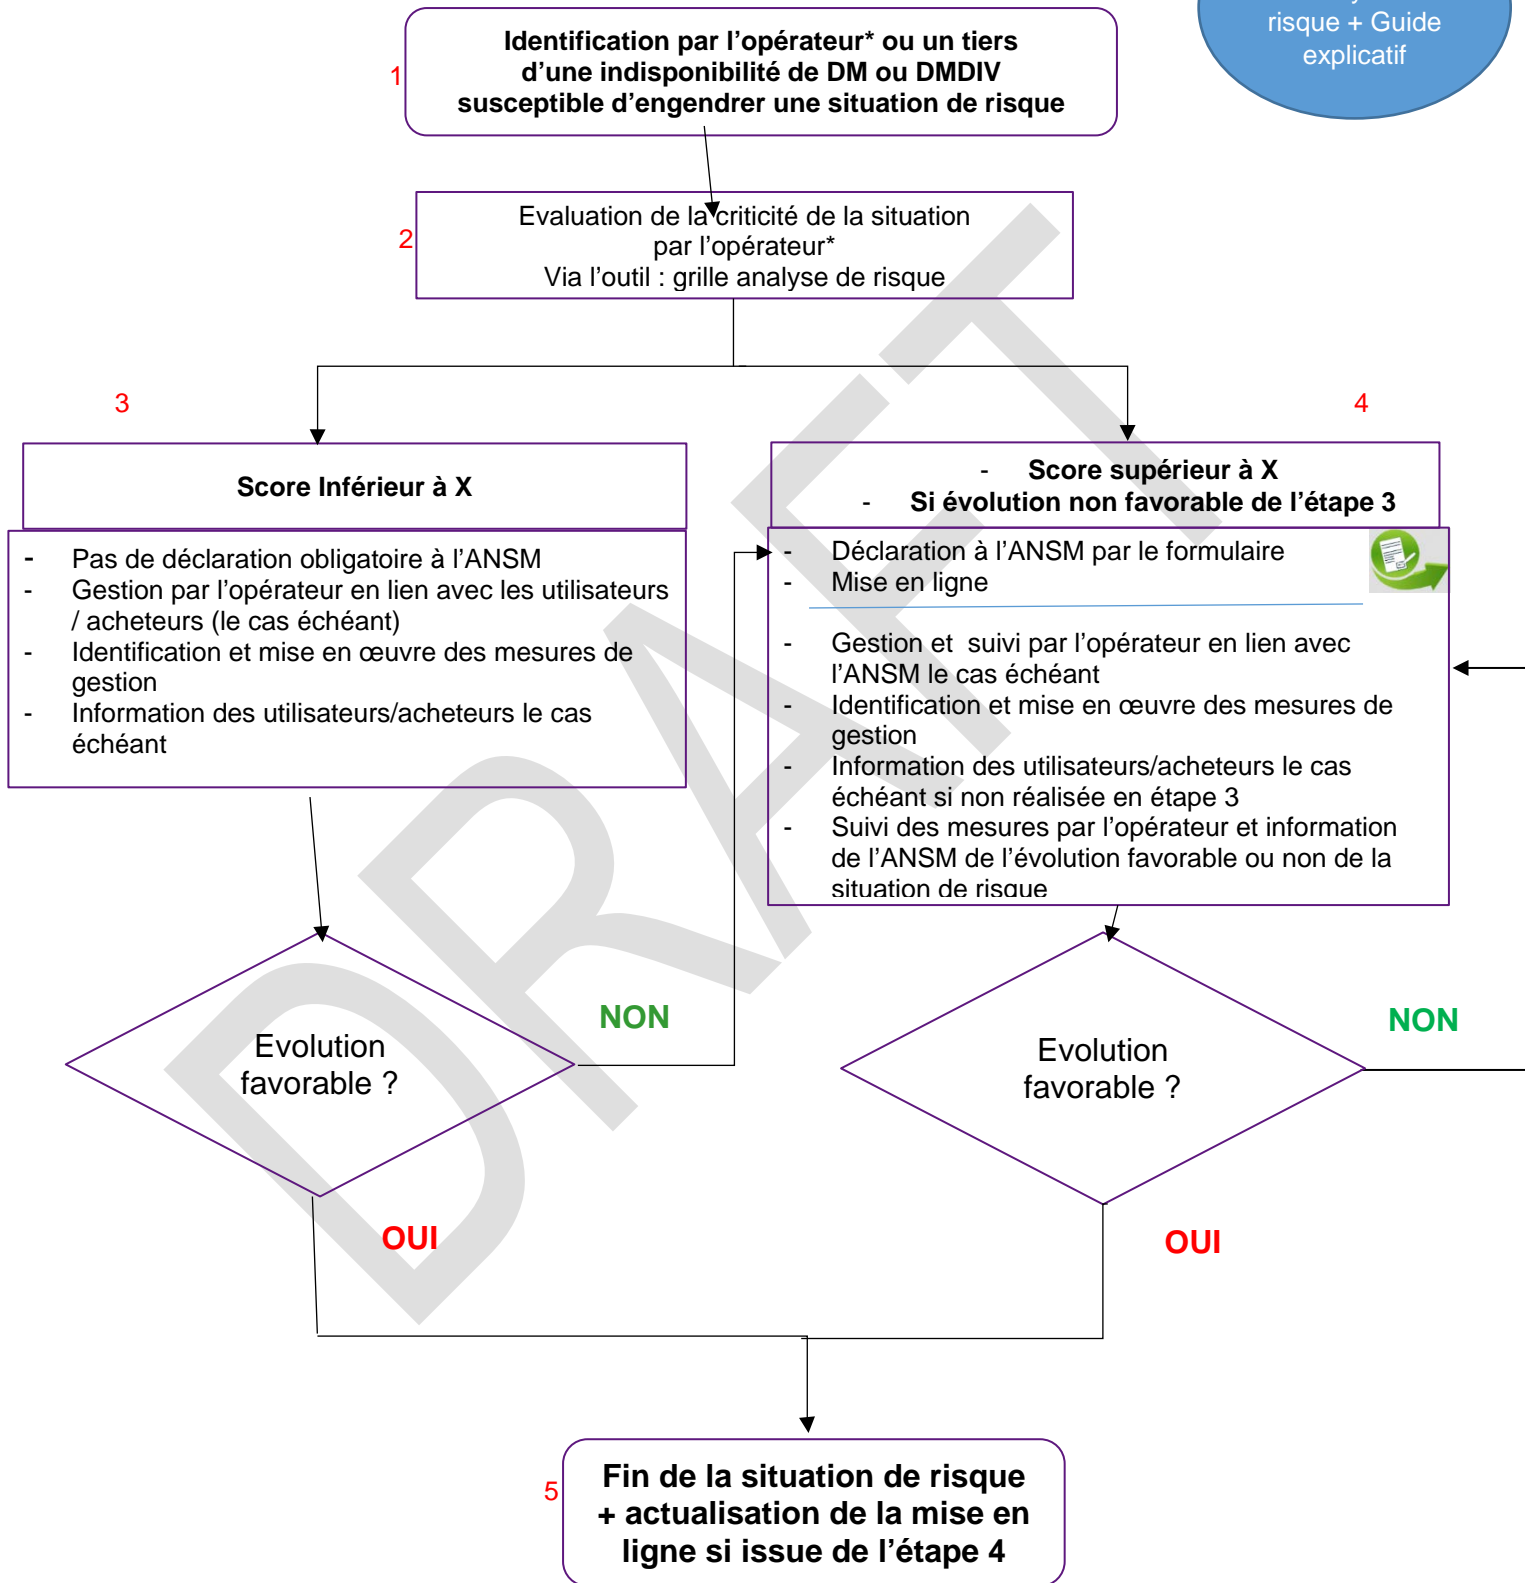 risque + Guide
explicatif
1
Identification par l’opérateur* ou un tiers
d’une indisponibilité de DM ou DMDIV
susceptible d’engendrer une situation de risque
2
Evaluation de la criticité de la situation
par l’opérateur*
Via l’outil : grille analyse de risque
3
Score Inférieur à X
- Pas de déclaration obligatoire à l’ANSM
- Gestion par l’opérateur en lien avec les utilisateurs
/ acheteurs (le cas échéant)
- Identification et mise en œuvre des mesures de
gestion
- Information des utilisateurs/acheteurs le cas
échéant
4
- Score supérieur à X
- Si évolution non favorable de l’étape 3
- Déclaration à l’ANSM par le formulaire
- Mise en ligne
- Gestion et  suivi par l’opérateur en lien avec
l’ANSM le cas échéant
- Identification et mise en œuvre des mesures de
gestion
- Information des utilisateurs/acheteurs le cas
échéant si non réalisée en étape 3
- Suivi des mesures par l’opérateur et information
de l’ANSM de l’évolution favorable ou non de la
situation de risque
Evolution
favorable ?
NON
OUI
Evolution
favorable ?
NON
OUI
5
Fin de la situation de risque
+ actualisation de la mise en
ligne si issue de l’étape 4
DRAFT